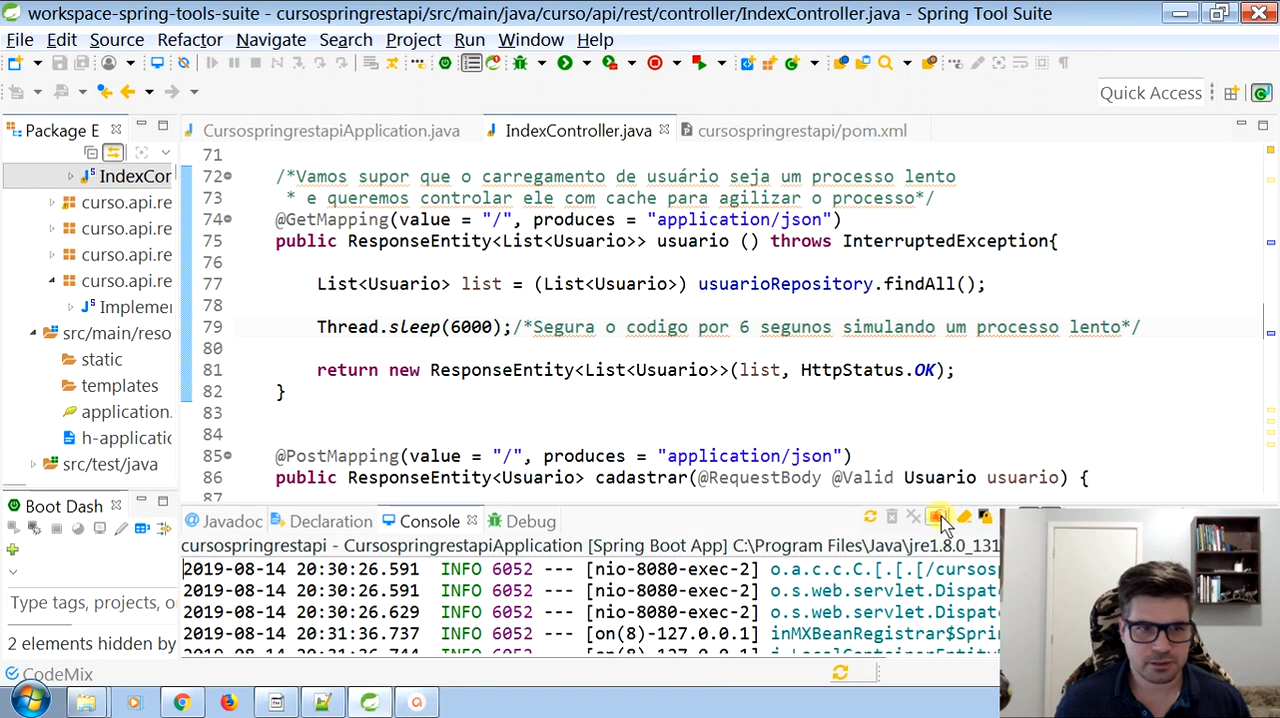 workspace-spring-tools-suite - cursospringrestapi/src/main/java/curso/api/rest/controller/IndexController.java - Spring Tool Suite
File Edit Source Refactor Navigate Search Project Run Window Help
Quick Access
Package E
CursospringrestapiApplication.java
IndexController.java
cursospringrestapi/pom.xml
IndexCor
curso.api.re
curso.api.re
curso.api.re
curso.api.re
Implemer
src/main/reso
static
templates
application.
h-applicatic
src/test/java
71
72 /*Vamos supor que o carregamento de usuário seja um processo lento
73 * e queremos controlar ele com cache para agilizar o processo*/
74 @GetMapping(value = "/", produces = "application/json")
75 public ResponseEntity<List<Usuario>> usuario () throws InterruptedException{
76
77 List<Usuario> list = (List<Usuario>) usuarioRepository.findAll();
78
79 Thread.sleep(6000);/*Segura o codigo por 6 segunos simulando um processo lento*/
80
81 return new ResponseEntity<List<Usuario>>(list, HttpStatus.OK);
82 }
83
84
85 @PostMapping(value = "/", produces = "application/json")
86 public ResponseEntity<Usuario> cadastrar(@RequestBody @Valid Usuario usuario) {
87
Boot Dash
Type tags, projects, o
2 elements hidden by
CodeMix
Javadoc Declaration Console Debug
cursospringrestapi - CursospringrestapiApplication [Spring Boot App] C:\Program Files\Java\jre1.8.0_131
2019-08-14 20:30:26.591 INFO 6052 --- [nio-8080-exec-2] o.a.c.c.C.[.[.[/cursos
2019-08-14 20:30:26.591 INFO 6052 --- [nio-8080-exec-2] o.s.web.servlet.Dispat
2019-08-14 20:30:26.629 INFO 6052 --- [nio-8080-exec-2] o.s.web.servlet.Dispat
2019-08-14 20:31:36.737 INFO 6052 --- [on(8)-127.0.0.1] inMXBeanRegistrar$Spri